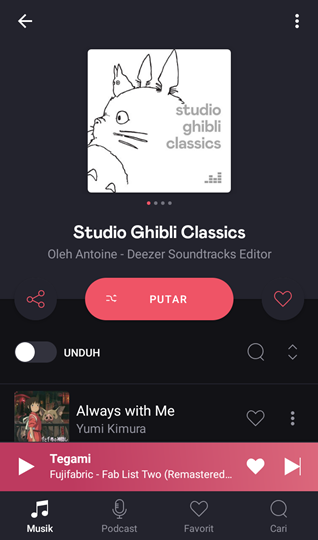 studio
ghibli
classics
Studio Ghibli Classics
Oleh Antoine - Deezer Soundtracks Editor
PUTAR
UNDUH
Always with Me
Yumi Kimura
Tegami
Fujifabric - Fab List Two (Remastered...
Musik
Podcast
Favorit
Cari